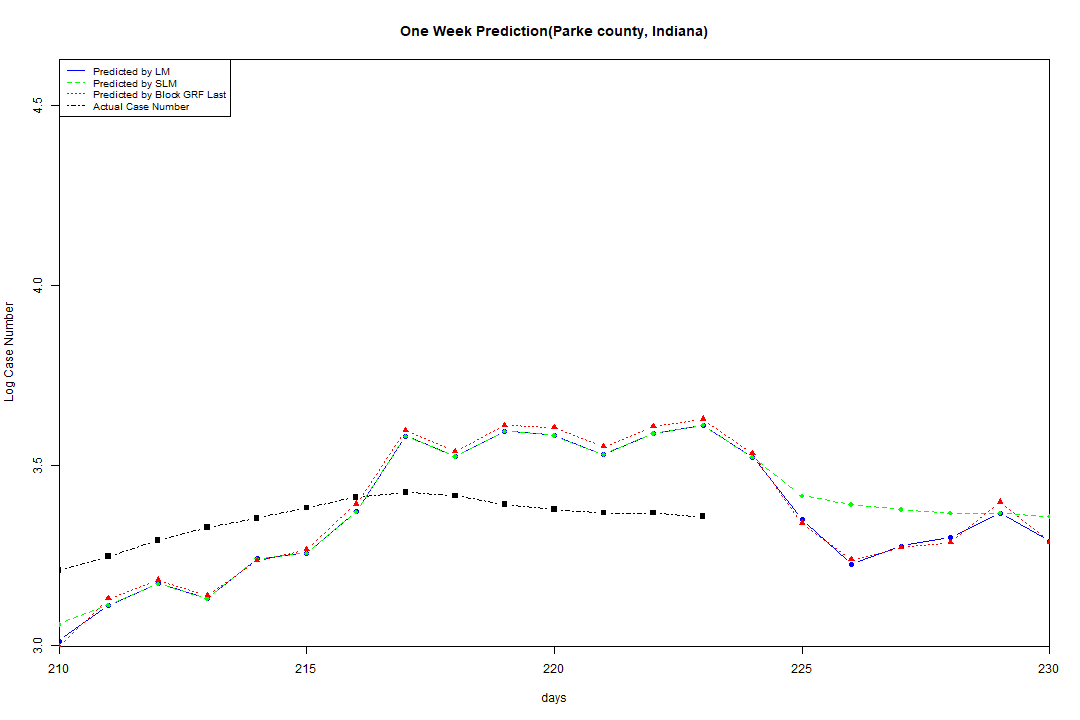 One Week Prediction(Parke county, Indiana)
Predicted by LM
Predicted by SLM
Predicted by Block GRF Last
Actual Case Number
4.5
4.0
3.5
3.0
Log Case Number
210 215 220 225 230
days